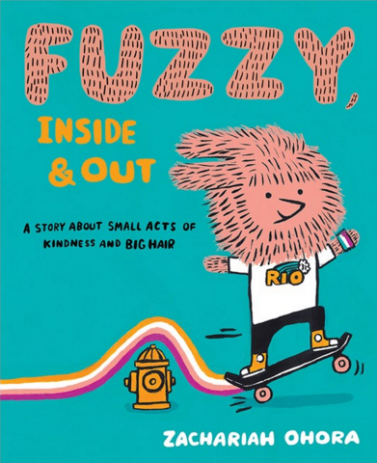 FUZZY,
INSIDE
& OUT
A STORY ABOUT SMALL ACTS OF
KINDNESS AND BIG HAIR
RIO
ZACHARIAH OHORA